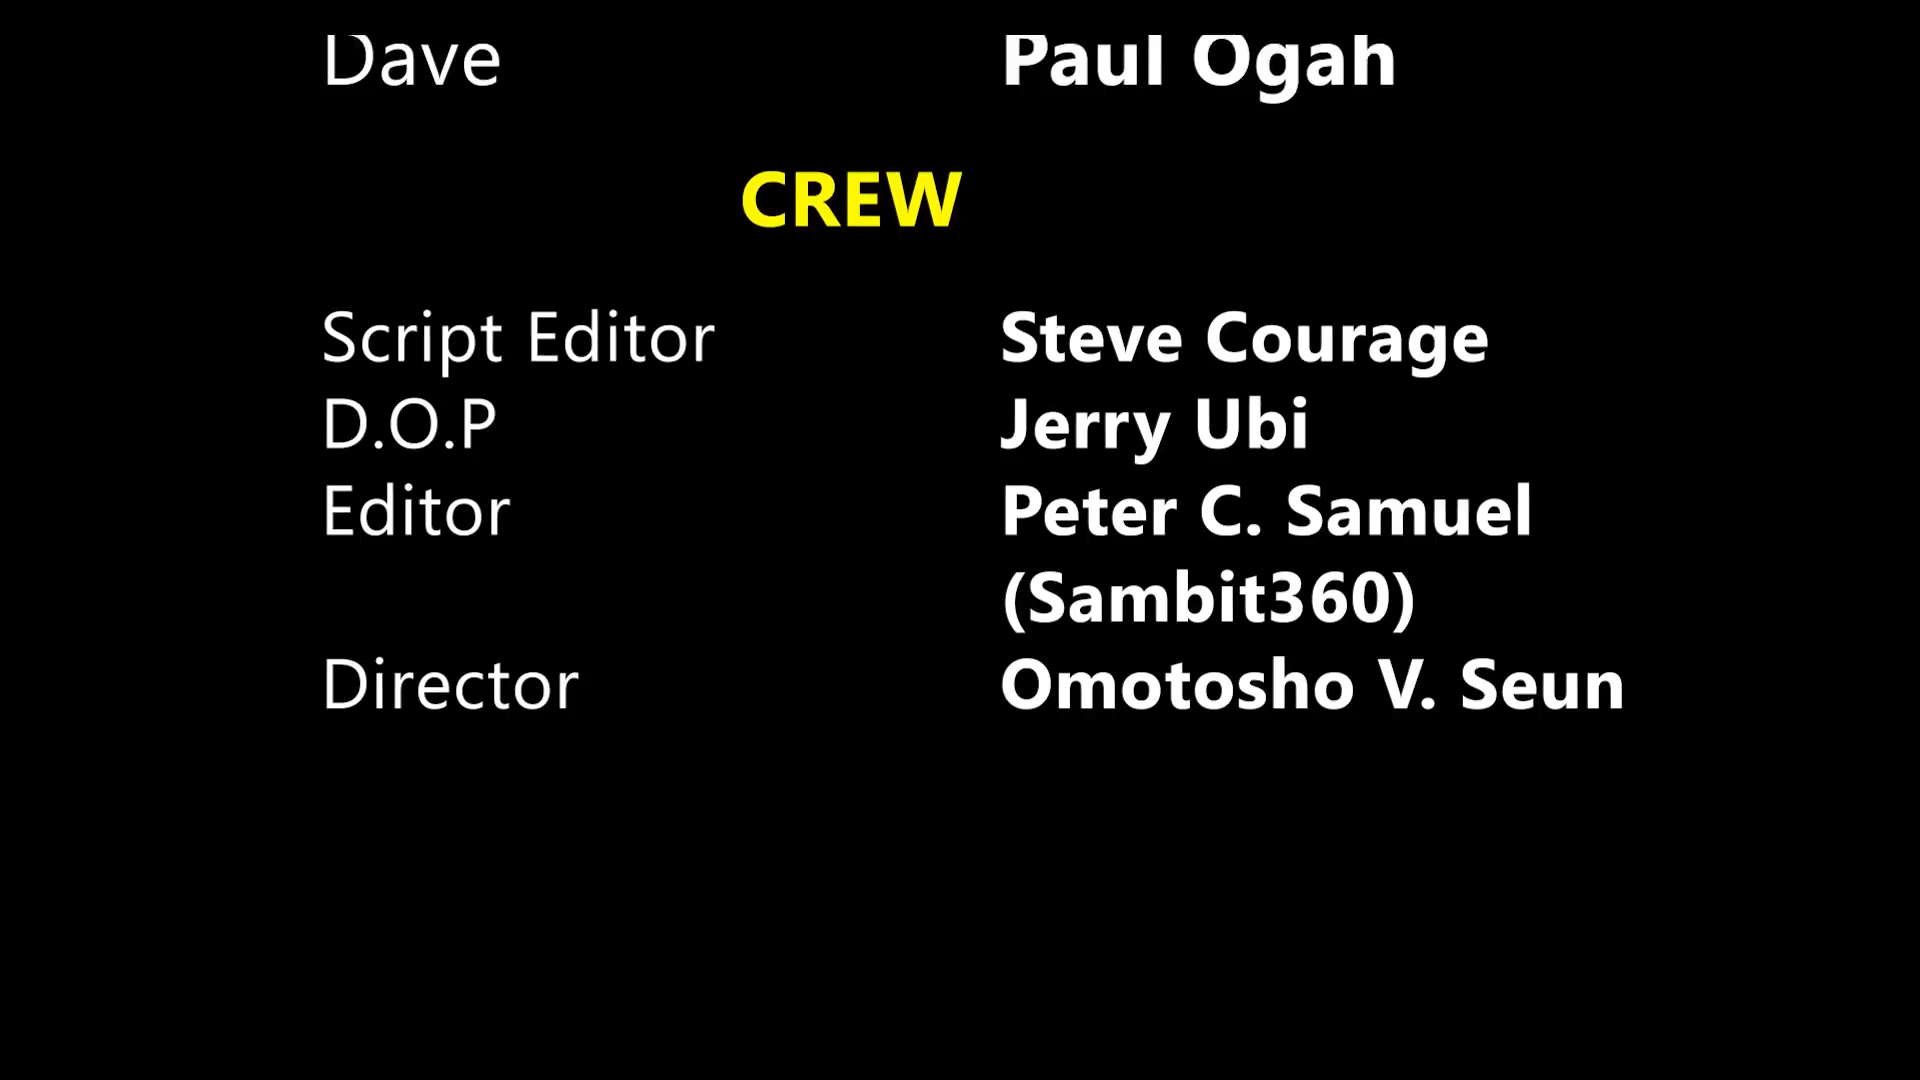 Dave Paul Ogah
CREW
Script Editor Steve Courage
D.O.P Jerry Ubi
Editor Peter C. Samuel
(Sambit360)
Director Omotosho V. Seun